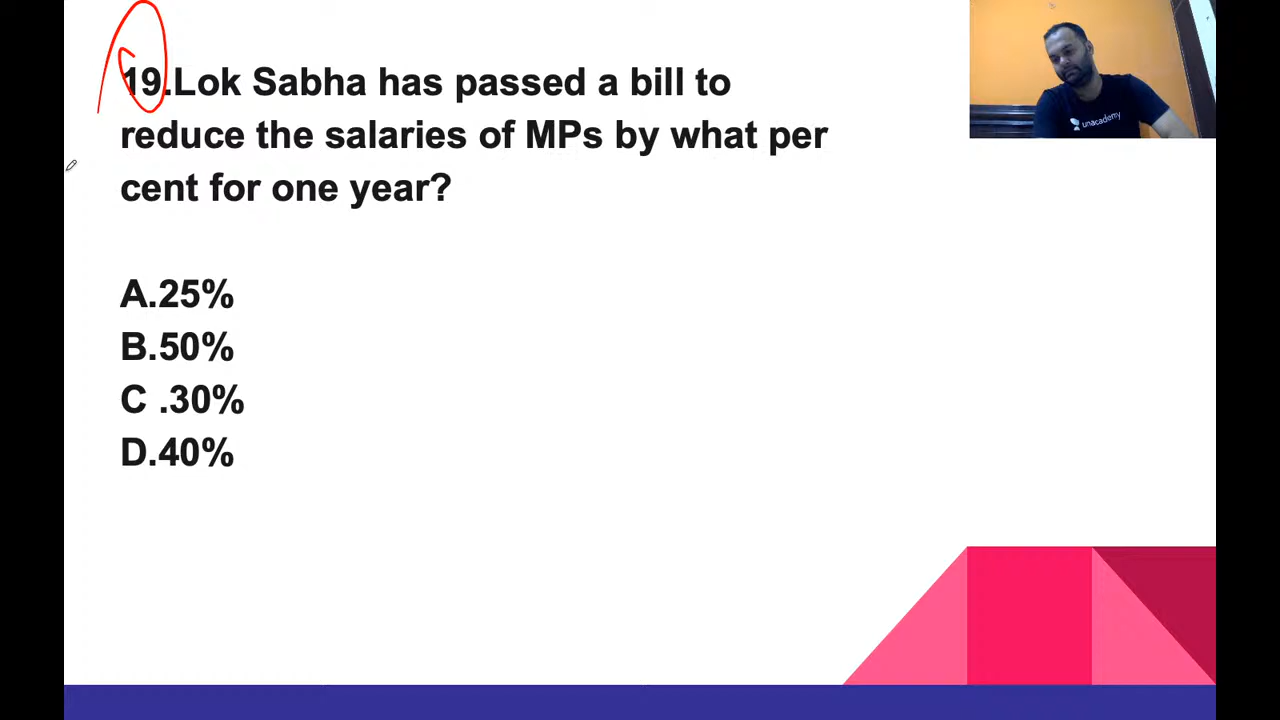 19.Lok Sabha has passed a bill to
reduce the salaries of MPs by what per
cent for one year?
A.25%
B.50%
C .30%
D.40%
unacademy